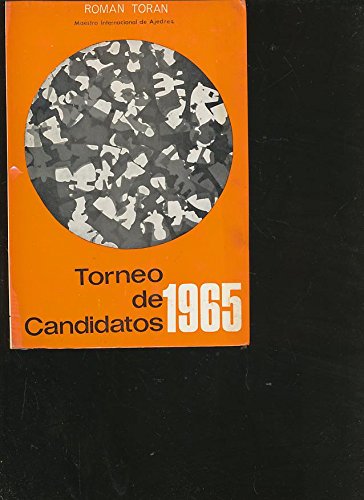 ROMAN TORAN
Maestro Internacional de Ajedrez
Torneo
de
Candidatos 1965